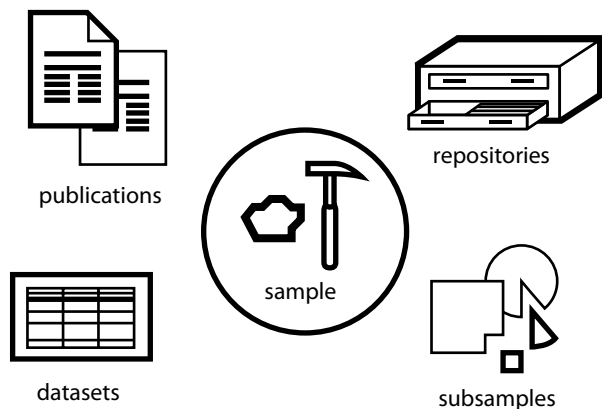 publications
repositories
sample
datasets
subsamples